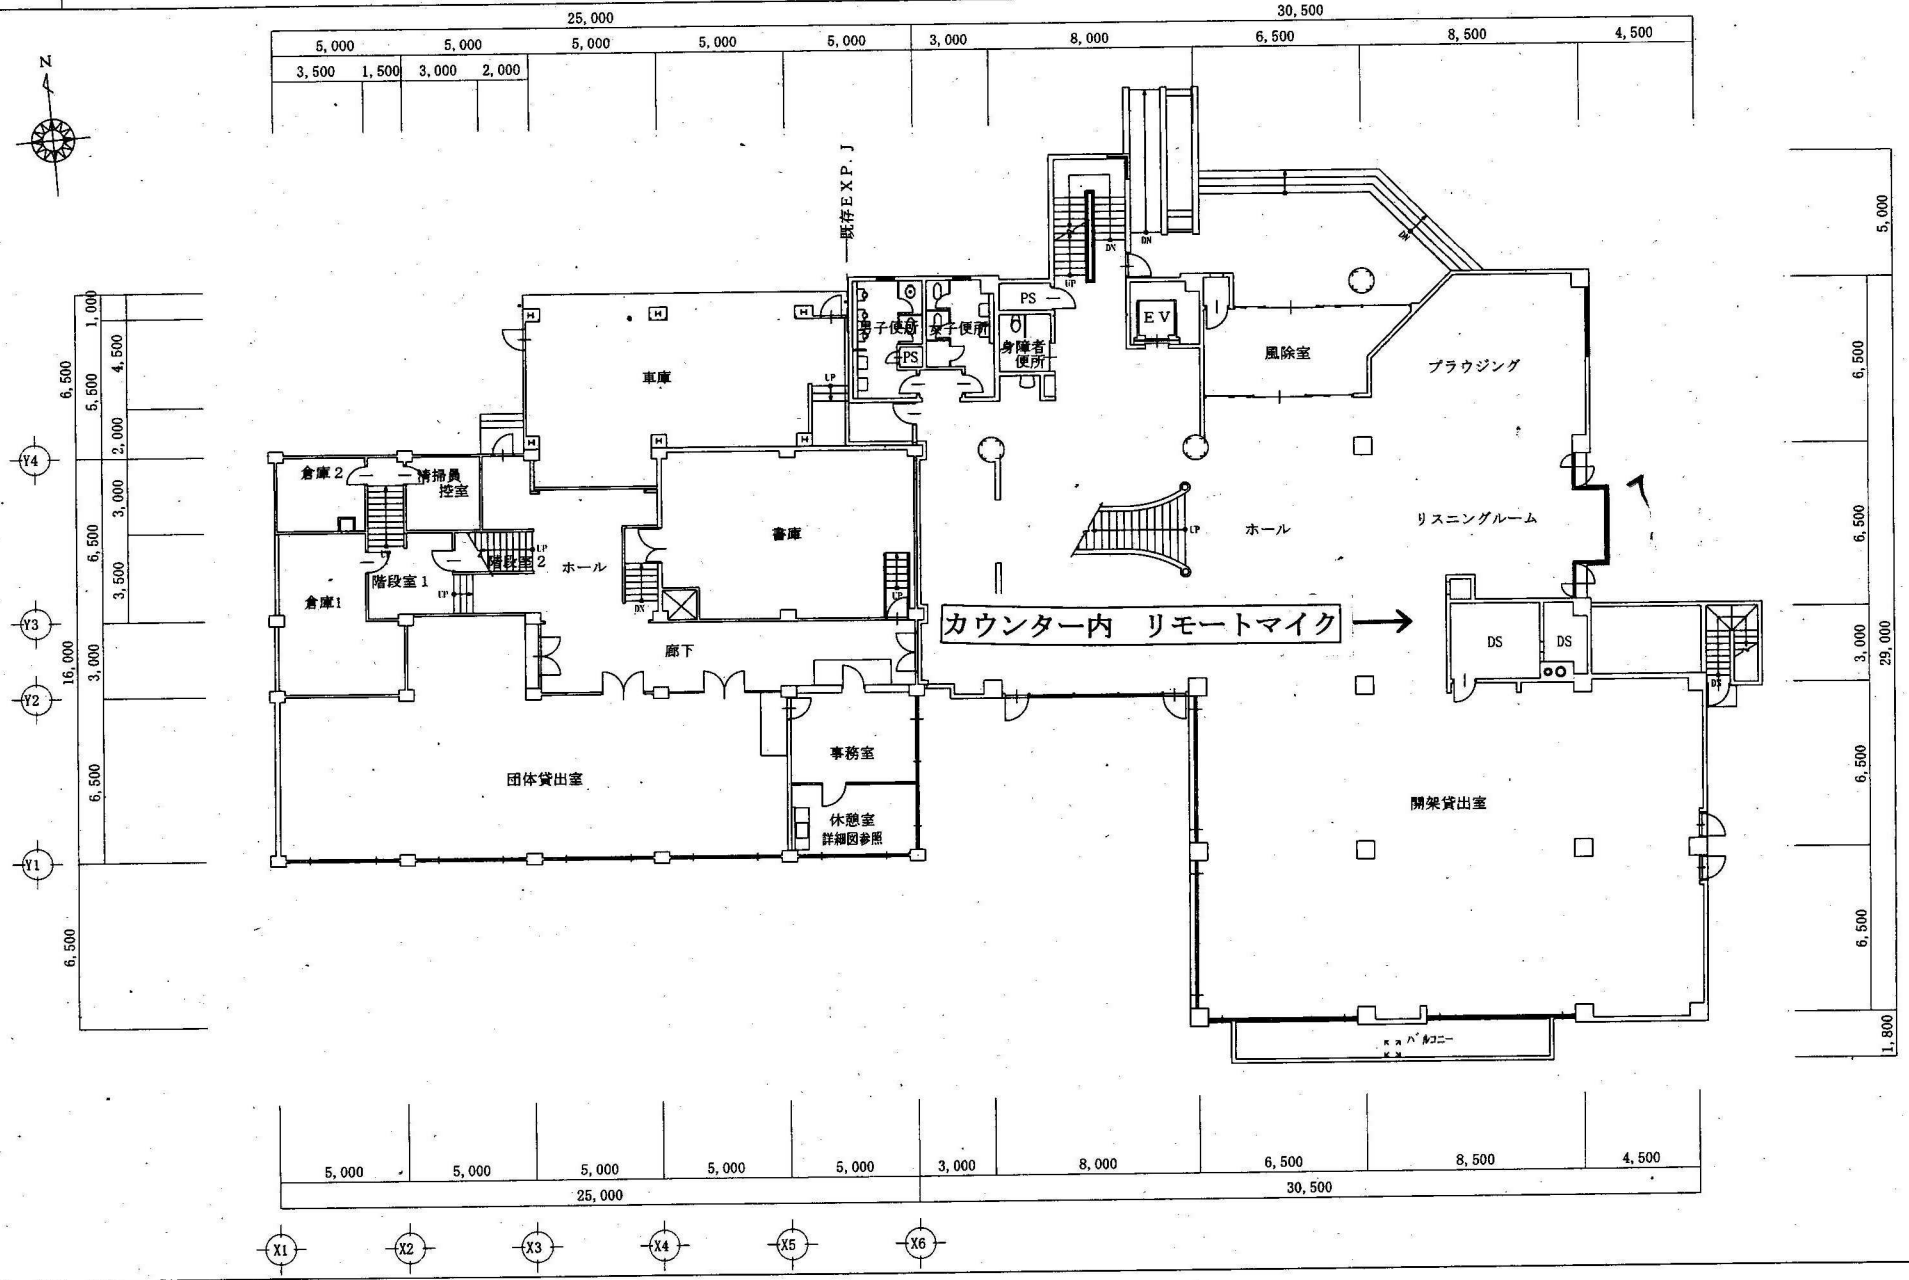 25,000
30,500
5,000
5,000
5,000
5,000
5,000
3,000
8,000
6,500
8,500
4,500
3,500
1,500
3,000
2,000
N
既存EXP.J
5,000
6,500
6,500
3,000
29,000
6,500
6,500
1,800
1,000
4,500
6,500
5,600
2,000
3,000
6,500
3,500
16,000
3,000
6,500
6,500
Y4
Y3
Y2
Y1
UP
DN
DN
DN
PS
EV
男子便所
女子便所
PS
身障者
便所
風除室
ブラウジング
車庫
UP
H
H
H
H
H
H
倉庫2
清掃員
控室
UP
書庫
UP
ホール
リスニングルーム
階段室2
UP
ホール
階段室1
UP
倉庫1
DN
UP
カウンター内 リモートマイク
DS
DS
DS
廊下
事務室
団体貸出室
休憩室
詳細図参照
開架貸出室
バルコニー
5,000
5,000
5,000
5,000
5,000
3,000
8,000
6,500
8,500
4,500
25,000
30,500
X1
X2
X3
X4
X5
X6